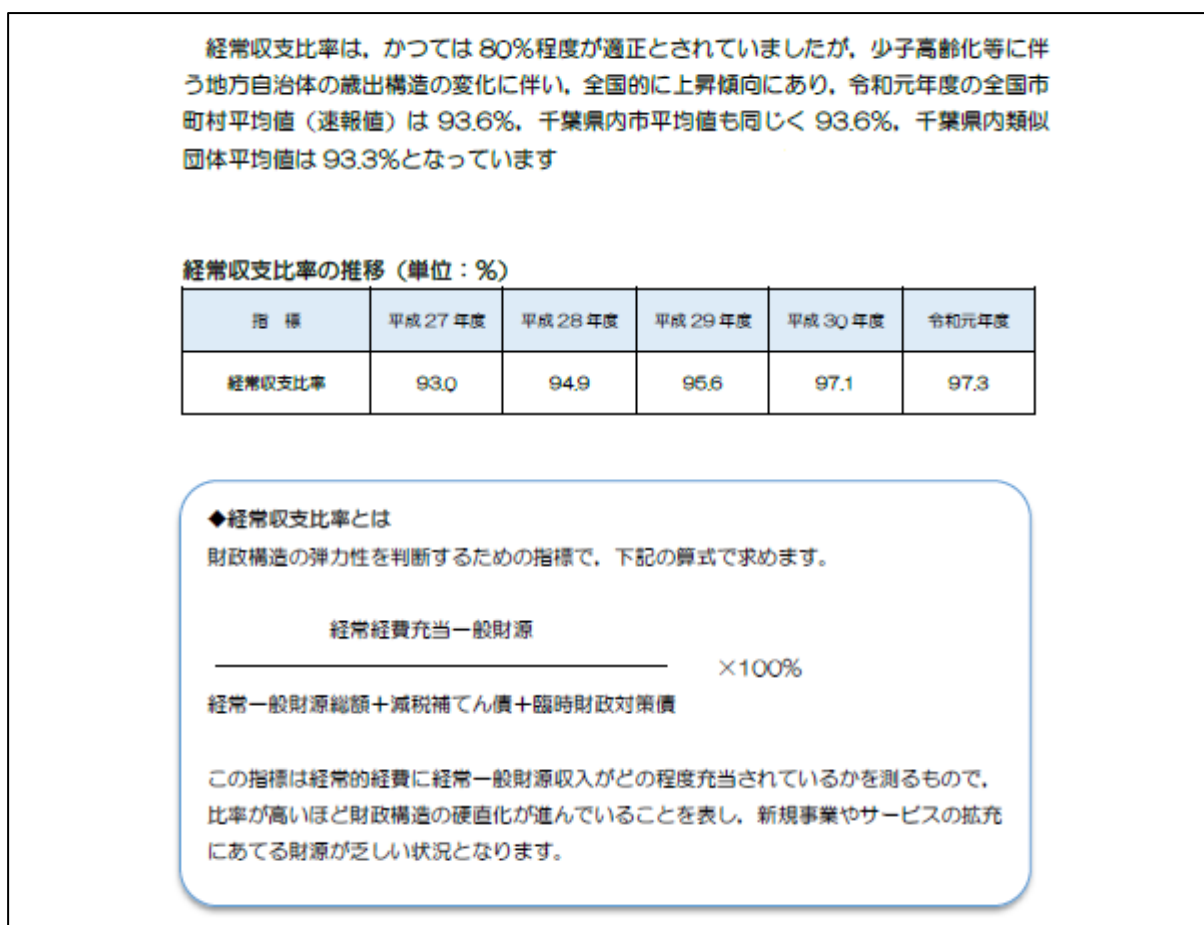 経常収支比率は，かつては 80%程度が適正とされていましたが，少子高齢化等に伴
う地方自治体の歳出構造の変化に伴い，全国的に上昇傾向にあり，令和元年度の全国市
町村平均値（速報値）は 93.6%，千葉県内市平均値も同じく 93.6%，千葉県内類似
団体平均値は 93.3%となっています
経常収支比率の推移（単位：%）
指　標　平成 27 年度　平成 28 年度　平成 29 年度　平成 30 年度　令和元年度
経常収支比率　93.0　94.9　95.6　97.1　97.3
◆経常収支比率とは
財政構造の弾力性を判断するための指標で，下記の算式で求めます。
経常経費充当一般財源
×100%
経常一般財源総額＋減税補てん債＋臨時財政対策債
この指標は経常的経費に経常一般財源収入がどの程度充当されているかを測るもので，
比率が高いほど財政構造の硬直化が進んでいることを表し，新規事業やサービスの拡充
にあてる財源が乏しい状況となります。